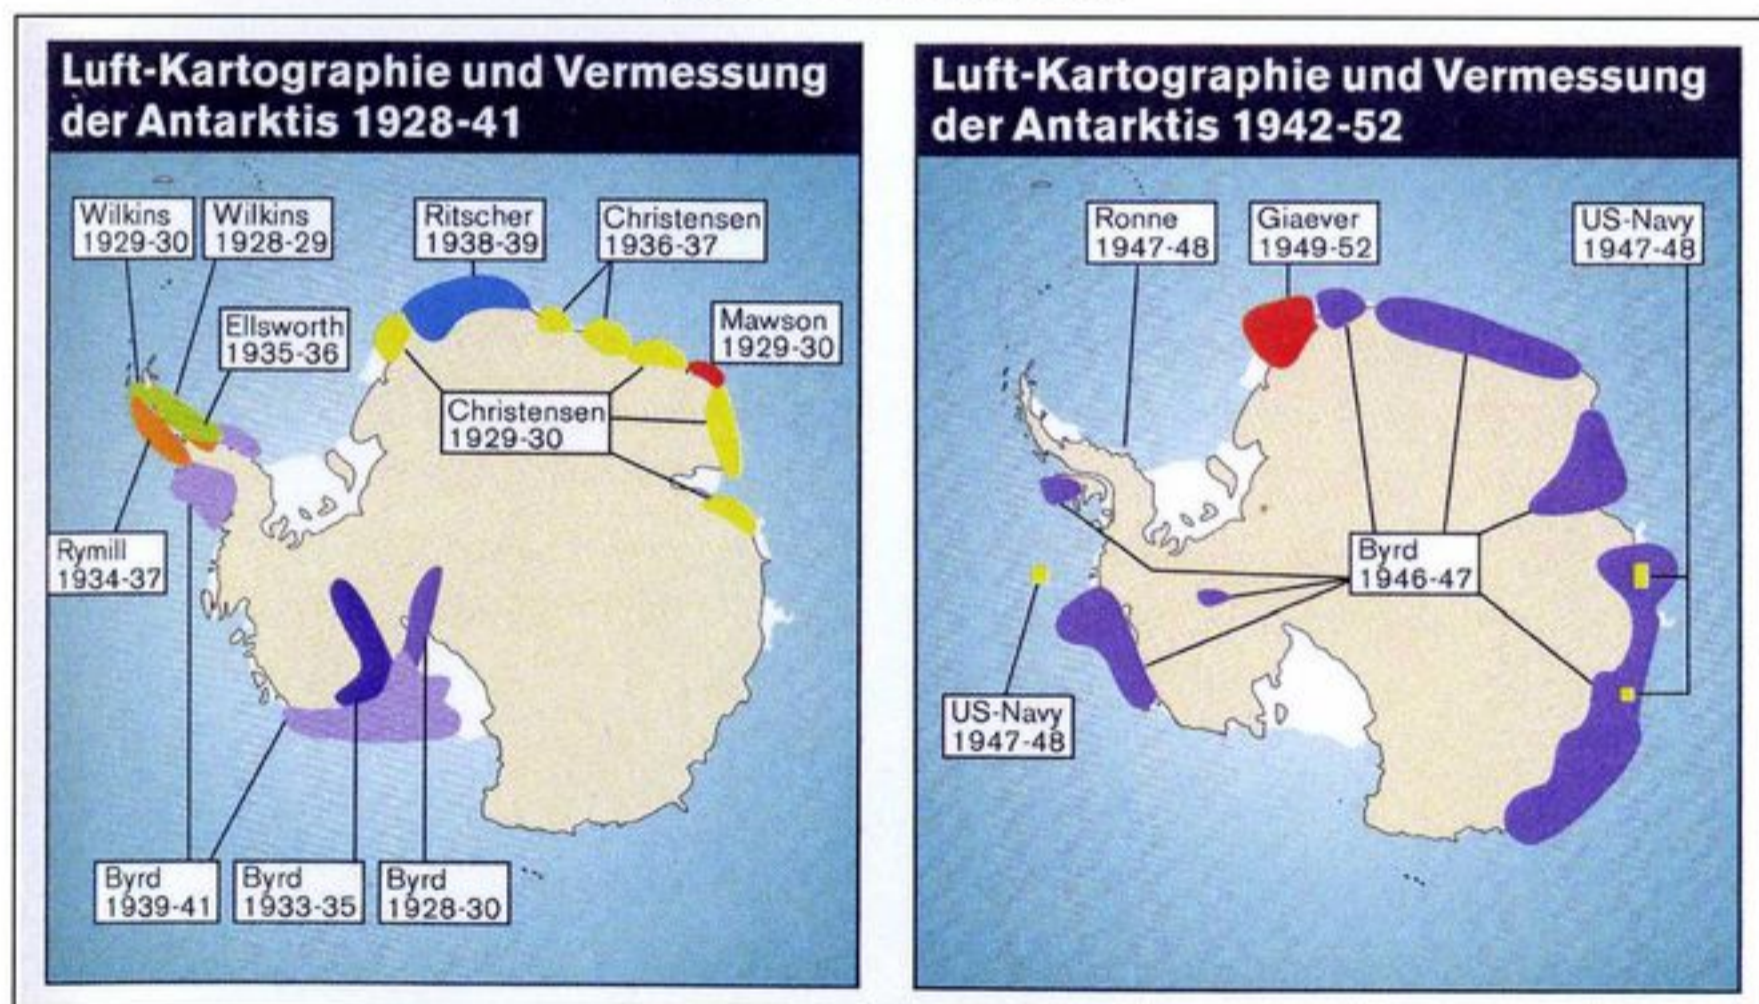 Luft-Kartographie und Vermessung
der Antarktis 1928-41
Wilkins
1929-30
Wilkins
1928-29
Ritscher
1938-39
Christensen
1936-37
Ellsworth
1935-36
Mawson
1929-30
Christensen
1929-30
Rymill
1934-37
Byrd
1939-41
Byrd
1933-35
Byrd
1928-30
Luft-Kartographie und Vermessung
der Antarktis 1942-52
Ronne
1947-48
Giaever
1949-52
US-Navy
1947-48
Byrd
1946-47
US-Navy
1947-48